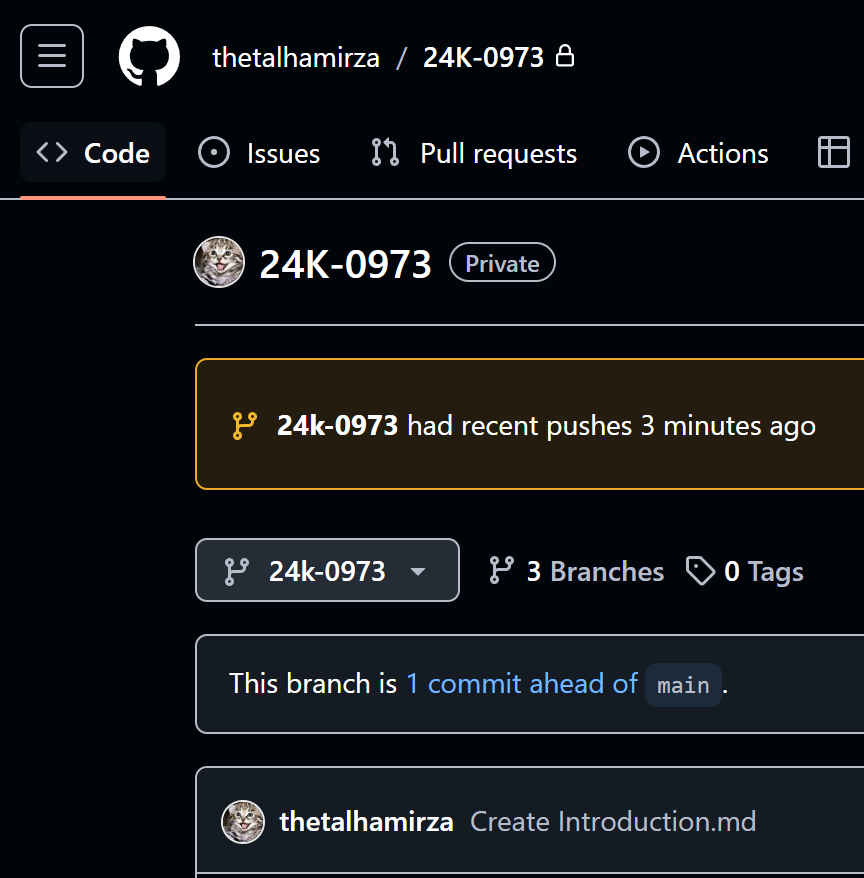 thetalhamirza / 24K-0973
Code Issues Pull requests Actions
24K-0973 Private
24k-0973 had recent pushes 3 minutes ago
24k-0973 3 Branches 0 Tags
This branch is 1 commit ahead of main .
thetalhamirza Create Introduction.md